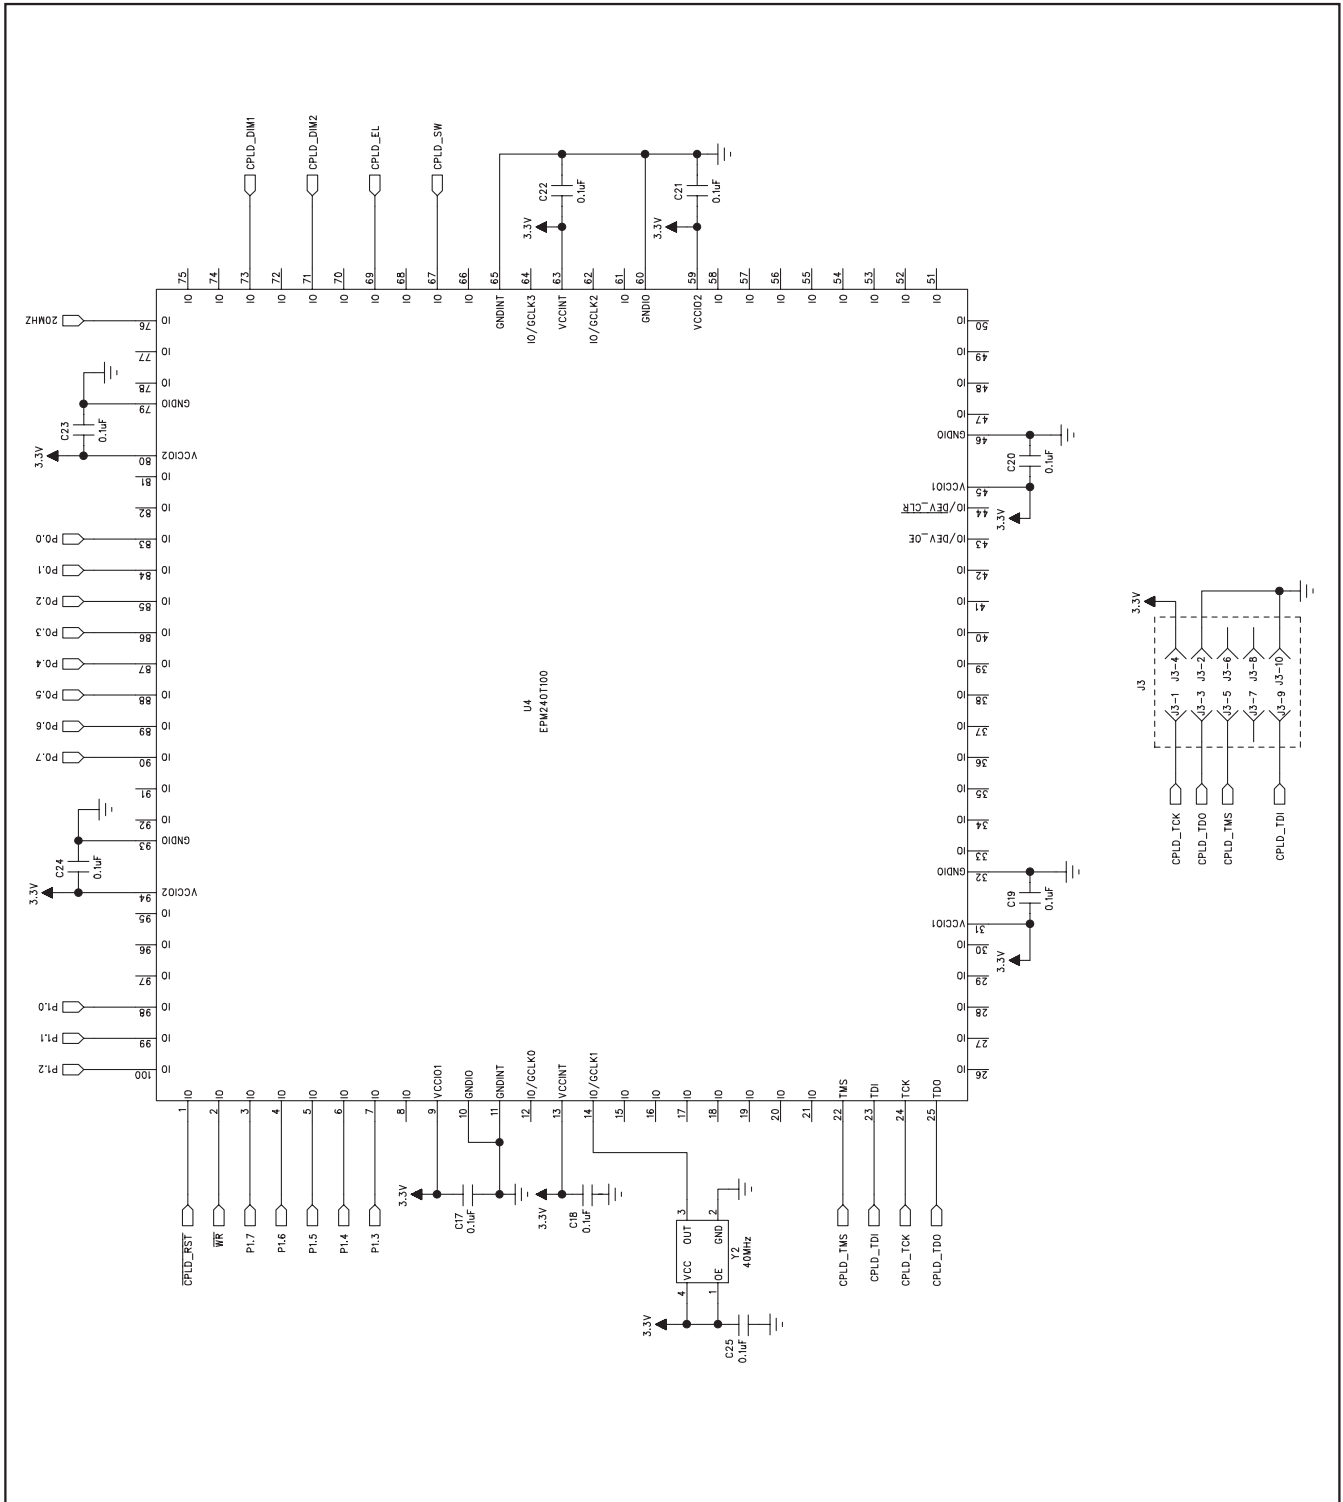 CPLD_DIM1
CPLD_DIM2
CPLD_EL
CPLD_SW
C22
0.1uF
C21
0.1uF
3.3V
3.3V
75
74
73
72
71
70
69
68
67
66
65
64
63
62
61
60
59
58
57
56
55
54
53
52
51
IO
IO
IO
IO
IO
IO
IO
IO
IO
IO
GNDINT
IO/GCLK3
VCCINT
IO/GCLK2
IO
GNDIO
VCCIO2
IO
IO
IO
IO
IO
IO
IO
IO
20MHZ
76 IO
77 IO
78 IO
79 GNDIO
C23
0.1uF
3.3V
80 VCCIO2
81 IO
82 IO
P0.0 83 IO
P0.1 84 IO
P0.2 85 IO
P0.3 86 IO
P0.4 87 IO
P0.5 88 IO
P0.6 89 IO
P0.7 90 IO
91 IO
92 IO
93 GNDIO
C24
0.1uF
3.3V
94 VCCIO2
95 IO
96 IO
97 IO
P1.0 98 IO
P1.1 99 IO
P1.2 100 IO
U4
EPM240T100
IO 50
IO 49
IO 48
IO 47
GNDIO 46
C20
0.1uF
VCCIO1 45
3.3V
IO/DEV_CLR 44
IO/DEV_OE 43
IO 42
IO 41
IO 40
IO 39
IO 38
IO 37
IO 36
IO 35
IO 34
IO 33
GNDIO 32
C19
0.1uF
VCCIO1 31
3.3V
IO 30
IO 29
IO 28
IO 27
IO 26
3.3V
J3
J3-1 J3-4
J3-3 J3-2
J3-5 J3-6
J3-7 J3-8
J3-9 J3-10
CPLD_TCK
CPLD_TDO
CPLD_TMS
CPLD_TDI
1 IO
2 IO
3 IO
4 IO
5 IO
6 IO
7 IO
8 IO
9 VCCIO1
10 GNDIO
11 GNDINT
12 IO/GCLK0
13 VCCINT
14 IO/GCLK1
15 IO
16 IO
17 IO
18 IO
19 IO
20 IO
21 IO
22 TMS
23 TDI
24 TCK
25 TDO
CPLD_RST
WR
P1.7
P1.6
P1.5
P1.4
P1.3
3.3V
C17
0.1uF
3.3V
C18
0.1uF
3 OUT
2 GND
Y2
40MHz
4 VCC
1 OE
3.3V
C25
0.1uF
CPLD_TMS
CPLD_TDI
CPLD_TCK
CPLD_TDO